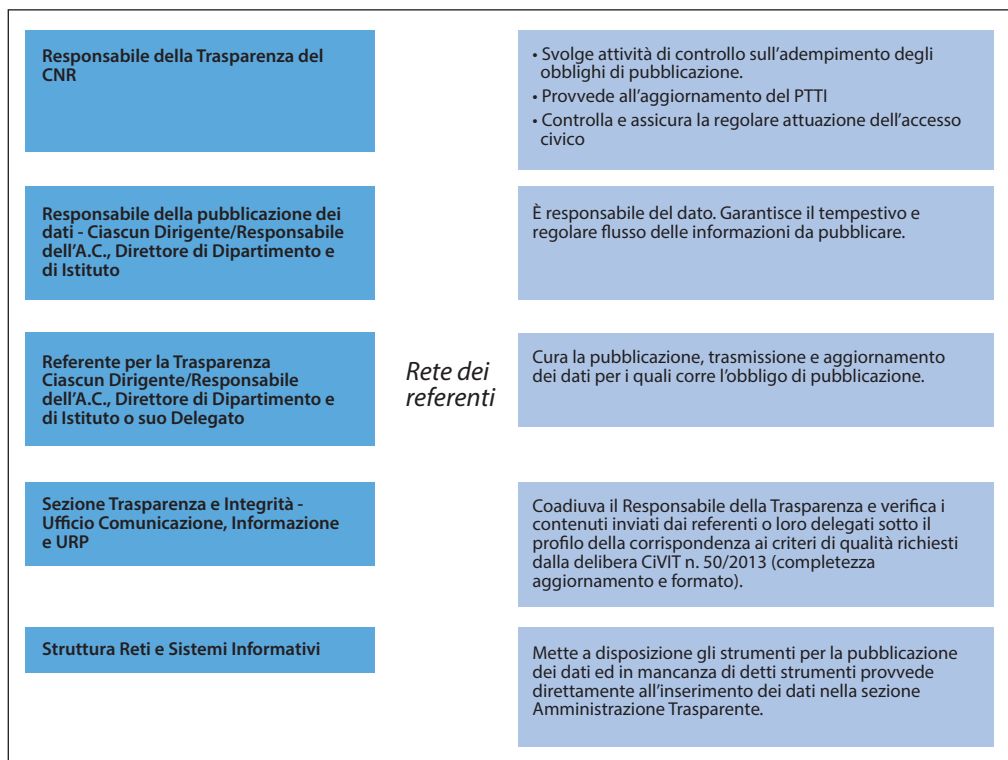 Responsabile della Trasparenza del
CNR
• Svolge attività di controllo sull'adempimento degli
obblighi di pubblicazione.
• Provvede all'aggiornamento del PTTI
• Controlla e assicura la regolare attuazione dell'accesso
civico
Responsabile della pubblicazione dei
dati - Ciascun Dirigente/Responsabile
dell'A.C., Direttore di Dipartimento e
di Istituto
È responsabile del dato. Garantisce il tempestivo e
regolare flusso delle informazioni da pubblicare.
Referente per la Trasparenza
Ciascun Dirigente/Responsabile
dell'A.C., Direttore di Dipartimento e
di Istituto o suo Delegato
Rete dei
referenti
Cura la pubblicazione, trasmissione e aggiornamento
dei dati per i quali corre l'obbligo di pubblicazione.
Sezione Trasparenza e Integrità -
Ufficio Comunicazione, Informazione
e URP
Coadiuva il Responsabile della Trasparenza e verifica i
contenuti inviati dai referenti o loro delegati sotto il
profilo della corrispondenza ai criteri di qualità richiesti
dalla delibera CiVIT n. 50/2013 (completezza
aggiornamento e formato).
Struttura Reti e Sistemi Informativi
Mette a disposizione gli strumenti per la pubblicazione
dei dati ed in mancanza di detti strumenti provvede
direttamente all'inserimento dei dati nella sezione
Amministrazione Trasparente.